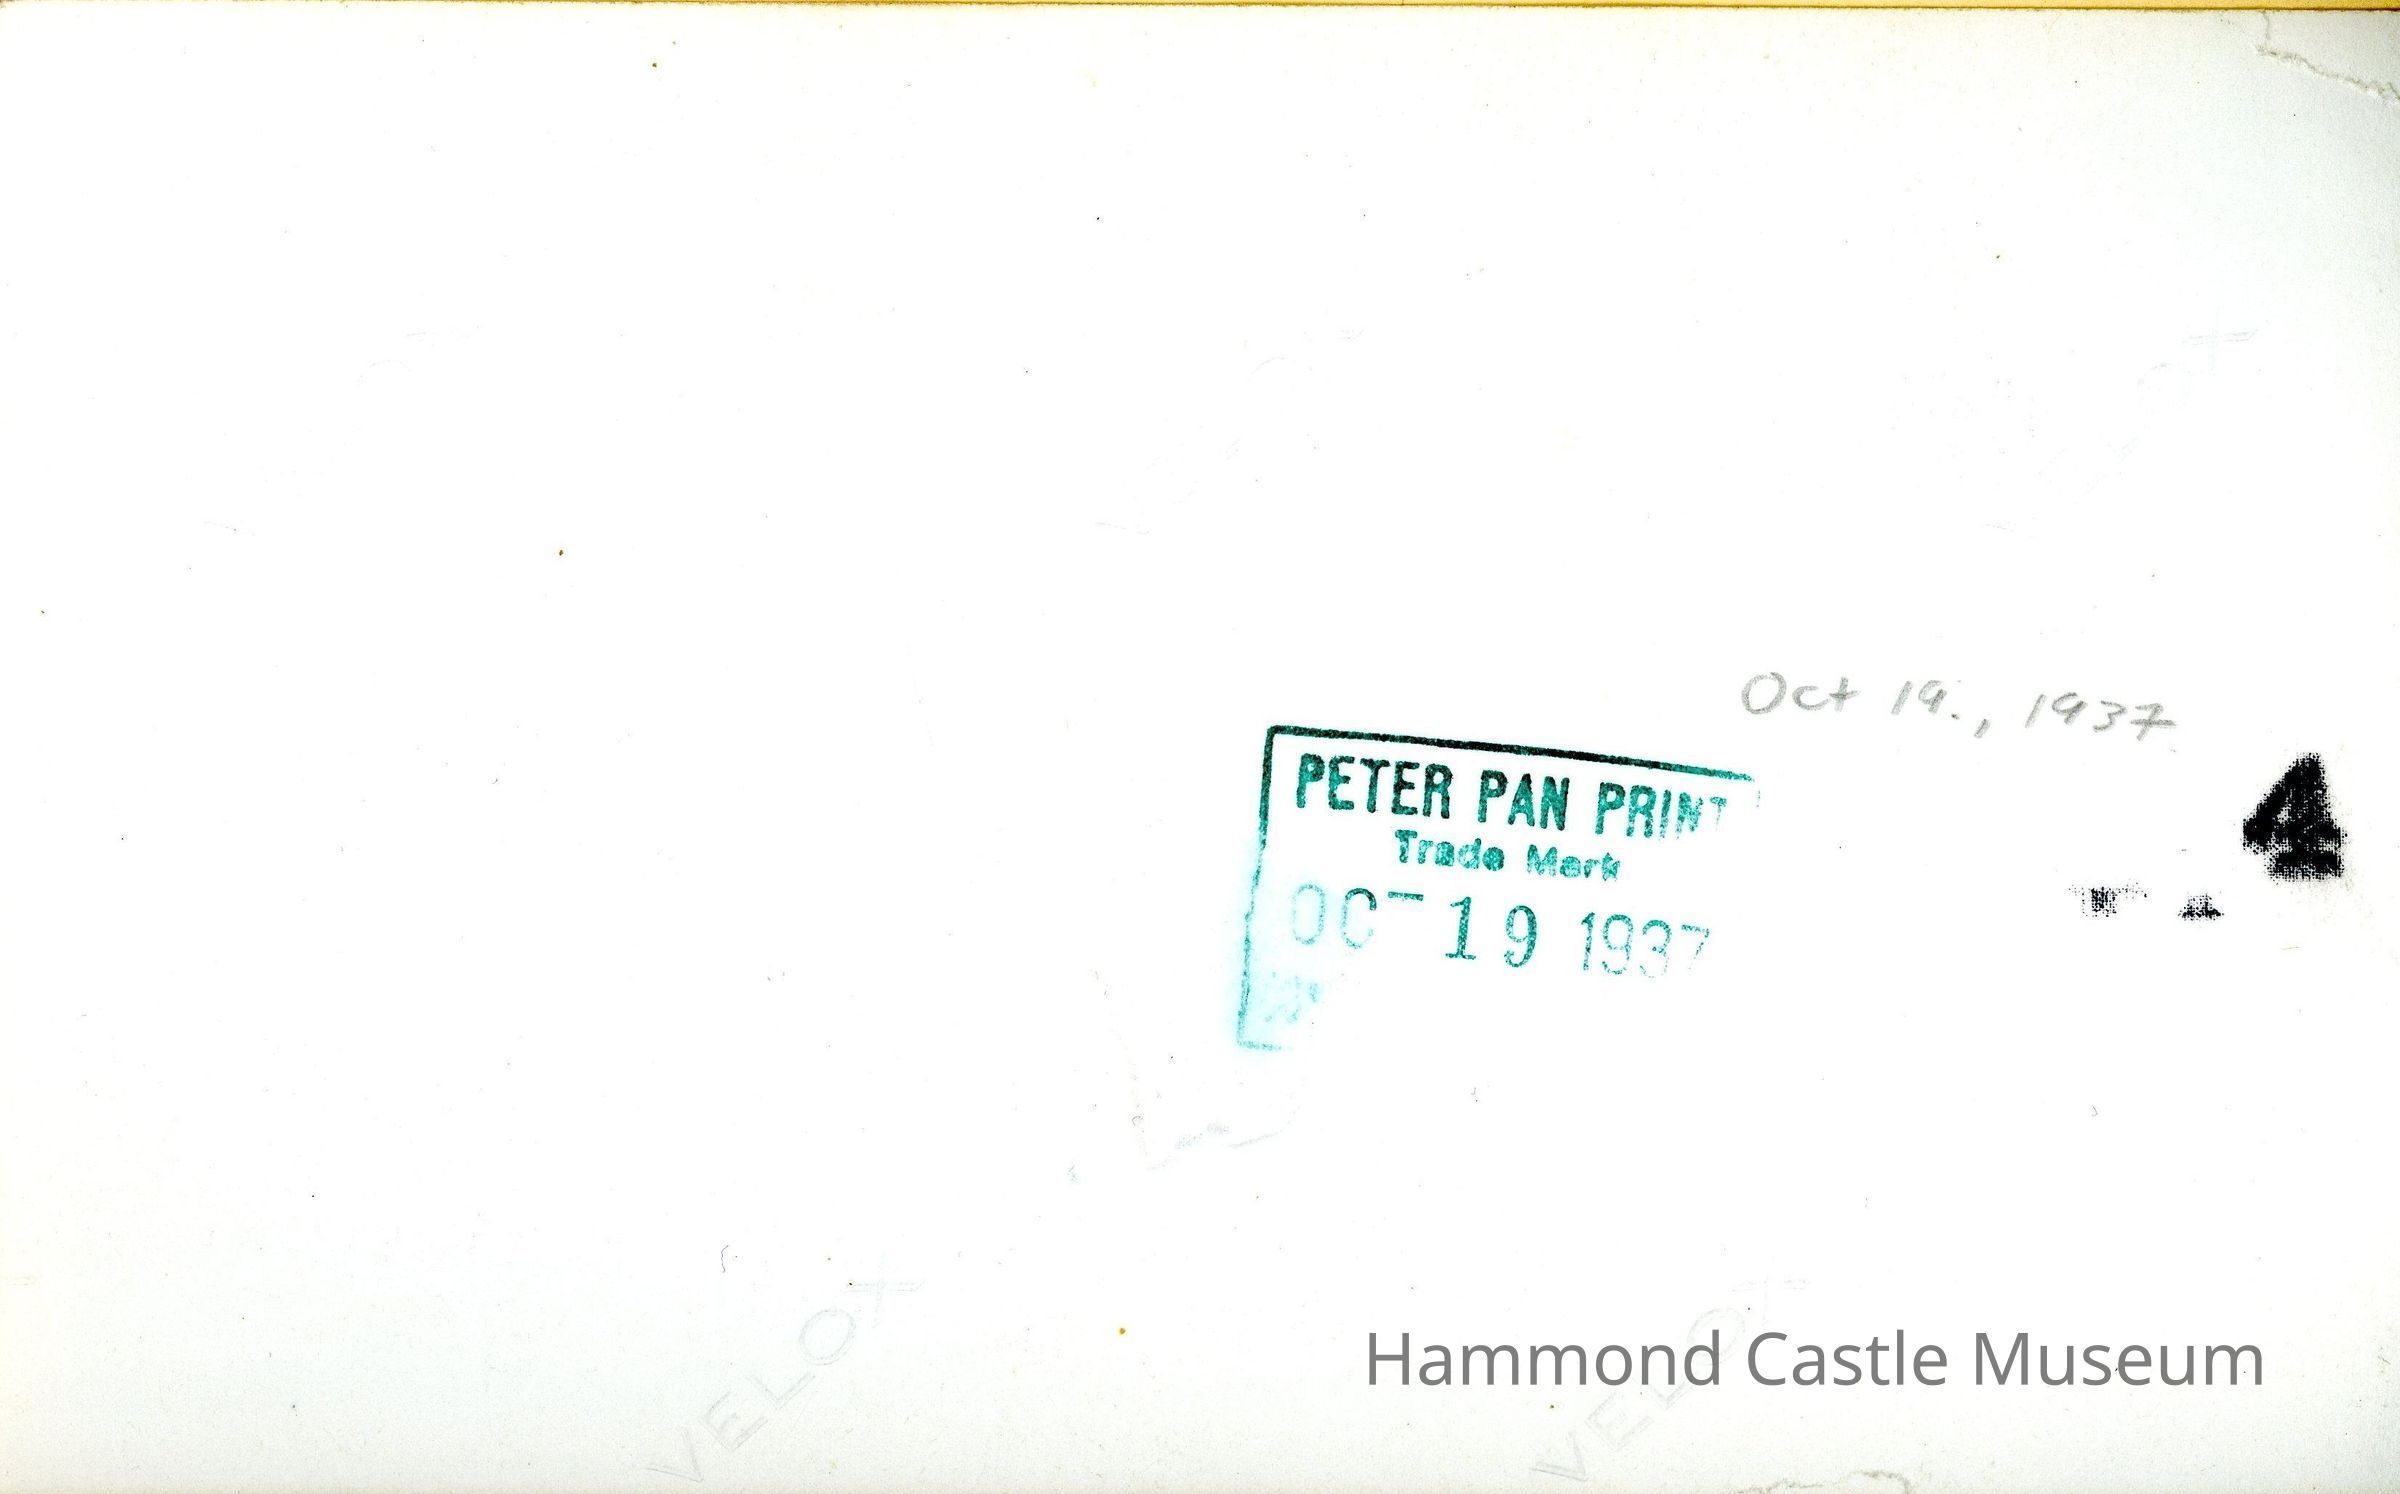 Oct 19., 1937
PETER PAN PRINT
Trade Mark
OCT 19 1937
4
VELOX
VELOX
Hammond Castle Museum